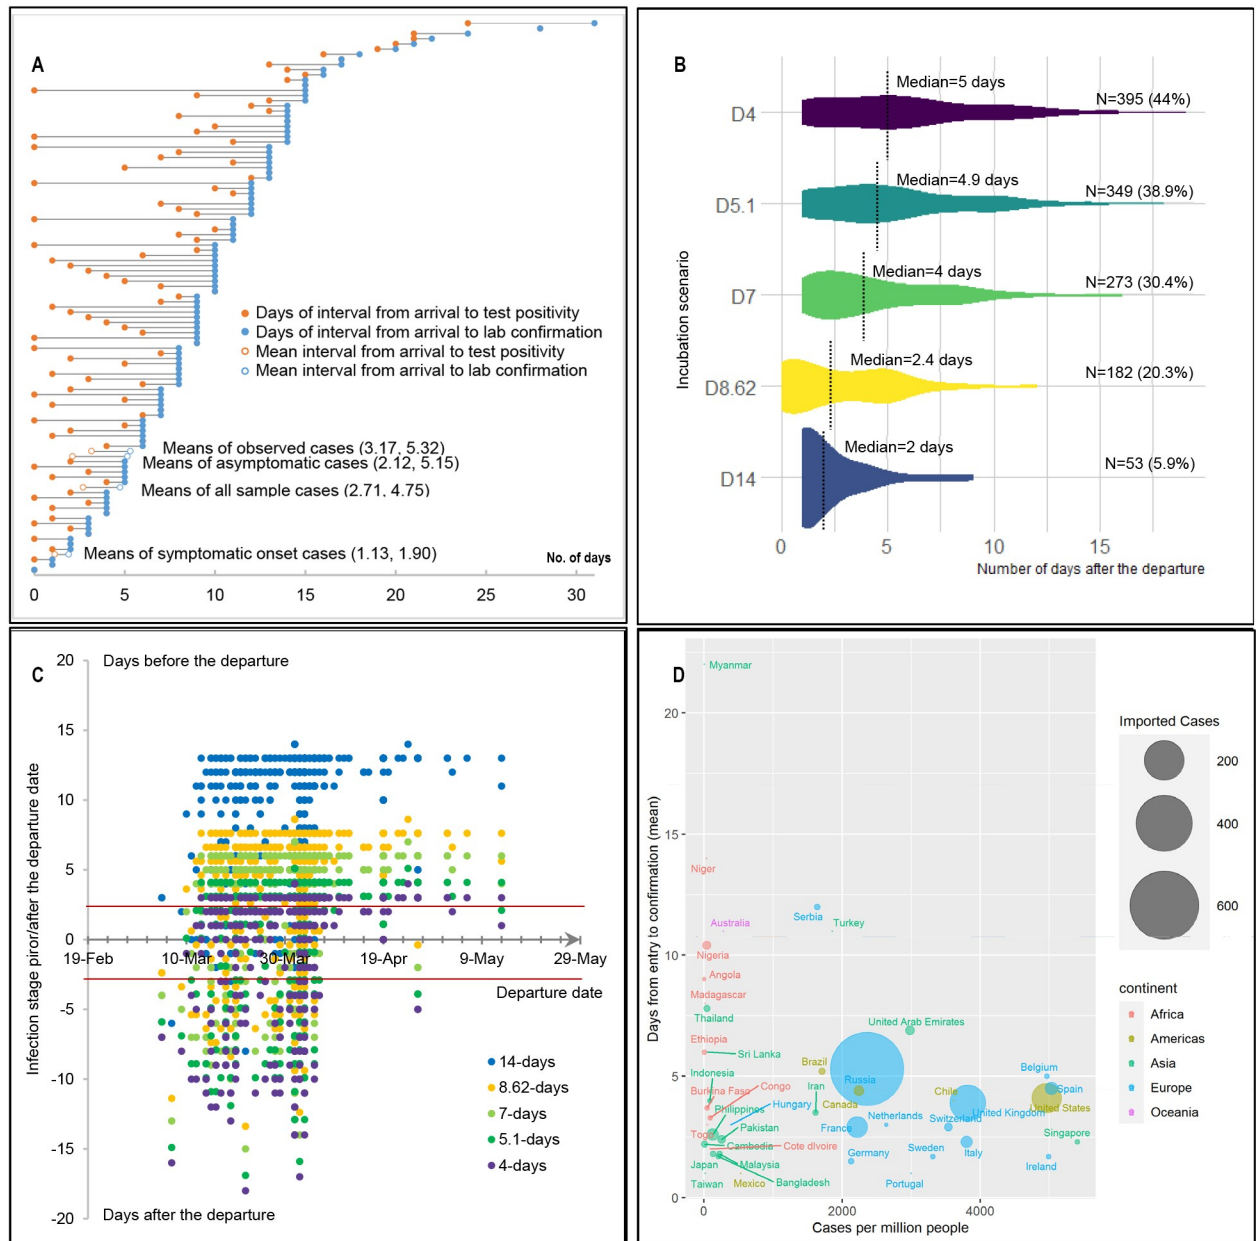 A
Days of interval from arrival to test positivity
Days of interval from arrival to lab confirmation
Mean interval from arrival to test positivity
Mean interval from arrival to lab confirmation
Means of observed cases (3.17, 5.32)
Means of asymptomatic cases (2.12, 5.15)
Means of all sample cases (2.71, 4.75)
Means of symptomatic onset cases (1.13, 1.90)
No. of days
0 5 10 15 20 25 30
B
Incubation scenario
D4
Median=5 days
N=395 (44%)
D5.1
Median=4.9 days
N=349 (38.9%)
D7
Median=4 days
N=273 (30.4%)
D8.62
Median=2.4 days
N=182 (20.3%)
D14
Median=2 days
N=53 (5.9%)
0 5 10 15
Number of days after the departure
C
Infection stage piror/after the departure date
20
Days before the departure
15
10
5
0
19-Feb 10-Mar 30-Mar 19-Apr 9-May 29-May
Departure date
-5
-10
-15
-20
14-days
8.62-days
7-days
5.1-days
4-days
Days after the departure
D
Days from entry to confirmation (mean)
20
15
10
5
0
Myanmar
Niger
Serbia
Australia
Turkey
Nigeria
Angola
Madagascar
Thailand
United Arab Emirates
Ethiopia
Sri Lanka
Brazil
Belgium
Indonesia
Russia
Iran
Congo
Burkina Faso
Chile
Spain
Canada
Hungary
Philippines
Netherlands
United Kingdom
United States
Togo
Pakistan
France
Switzerland
Singapore
Cambodia
Cote dIvoire
Germany
Sweden
Italy
Japan
Malaysia
Ireland
Taiwan
Mexico
Bangladesh
Portugal
0 2000 4000
Cases per million people
Imported Cases
200
400
600
continent
Africa
Americas
Asia
Europe
Oceania